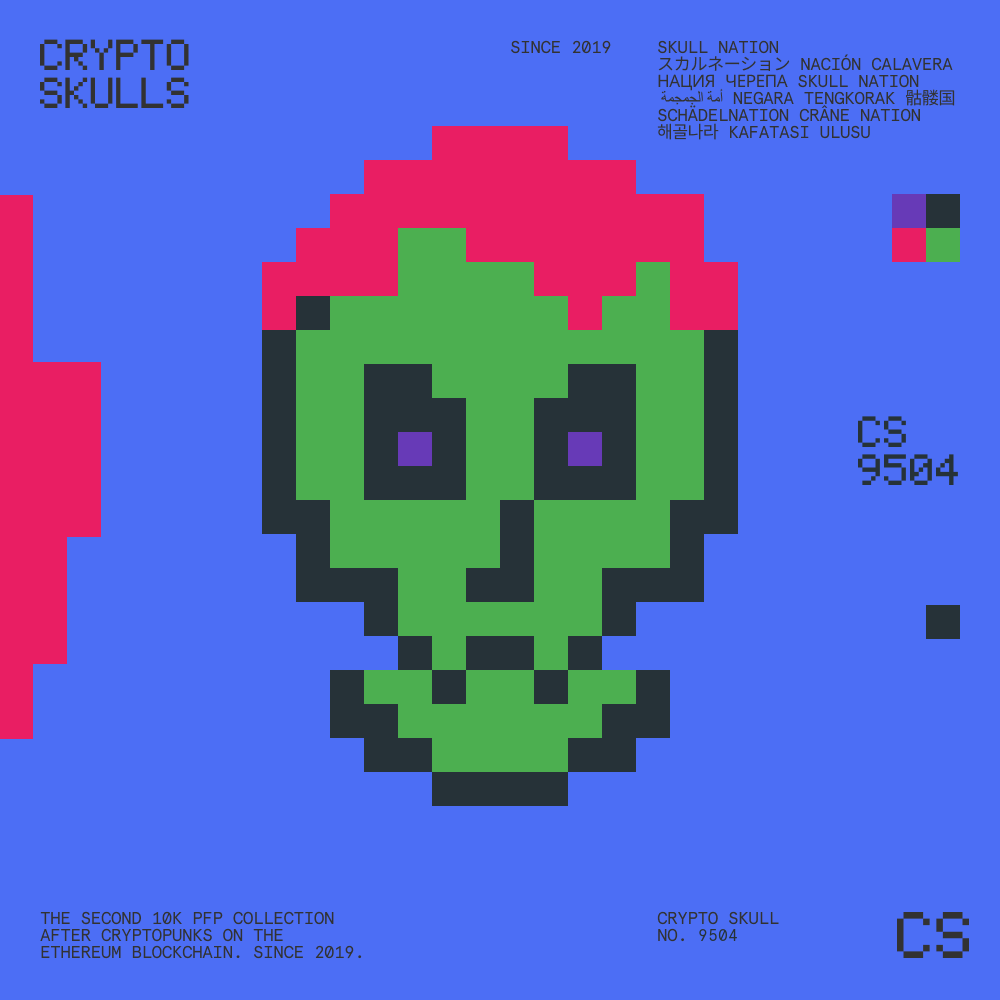 CRYPTO
SKULLS
SINCE 2019
SKULL NATION
スカルネーション NACIÓN CALAVERA
НАЦИЯ ЧЕРЕПА SKULL NATION
أمة الجمجمة NEGARA TENGKORAK 骷髅国
SCHÄDELNATION CRÂNE NATION
해골나라 KAFATASI ULUSU
CS
9504
THE SECOND 10K PFP COLLECTION
AFTER CRYPTOPUNKS ON THE
ETHEREUM BLOCKCHAIN. SINCE 2019.
CRYPTO SKULL
NO. 9504
CS